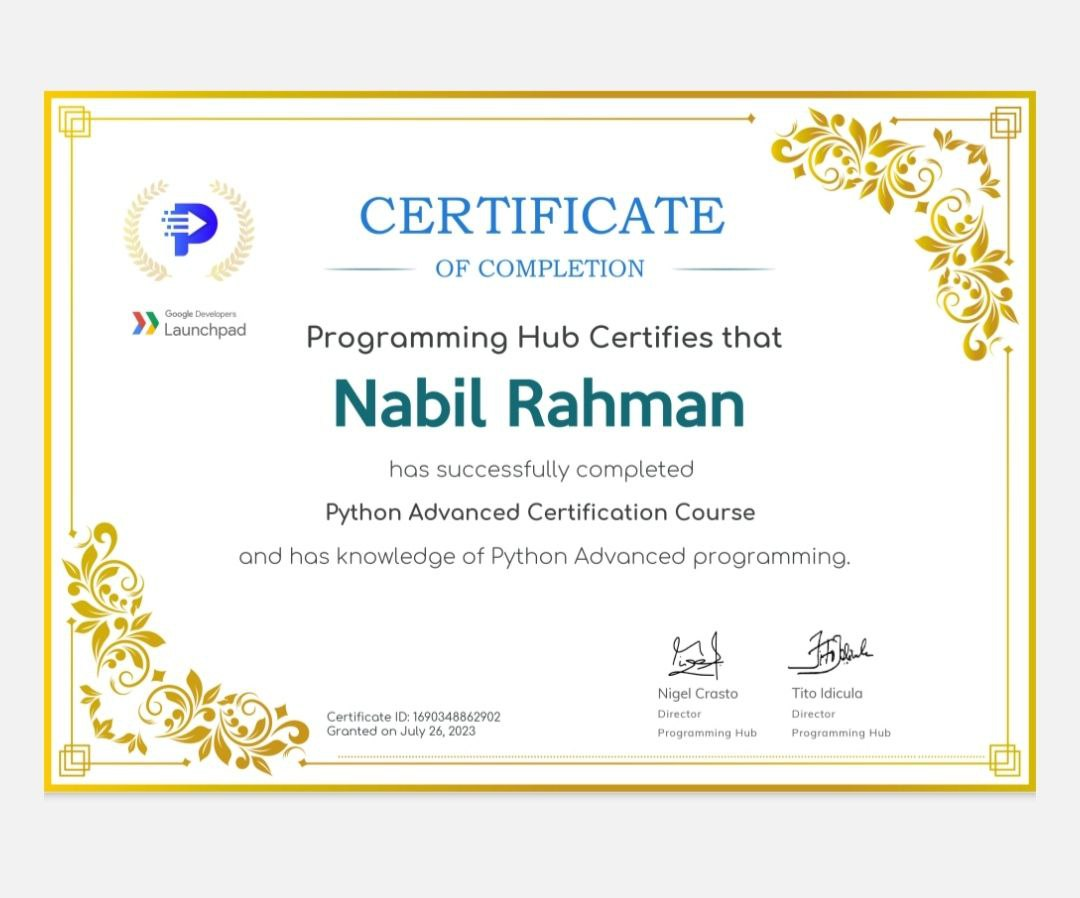 CERTIFICATE
OF COMPLETION
Google Developers
Launchpad
Programming Hub Certifies that
Nabil Rahman
has successfully completed
Python Advanced Certification Course
and has knowledge of Python Advanced programming.
Nigel Crasto
Director
Programming Hub
Tito Idicula
Director
Programming Hub
Certificate ID: 1690348862902
Granted on July 26, 2023